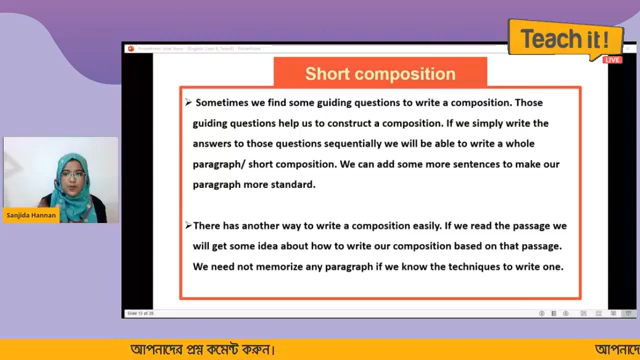 Teach it!
LIVE
Short composition
➢ Sometimes we find some guiding questions to write a composition. Those
guiding questions help us to construct a composition. If we simply write the
answers to those questions sequentially we will be able to write a whole
paragraph/ short composition. We can add some more sentences to make our
paragraph more standard.
➢There has another way to write a composition easily. If we read the passage we
will get some idea about how to write our composition based on that passage.
We need not memorize any paragraph if we know the techniques to write one.
Sanjida Hannan
আপনাদের প্রশ্ন কমেন্ট করুন। আপনাদে